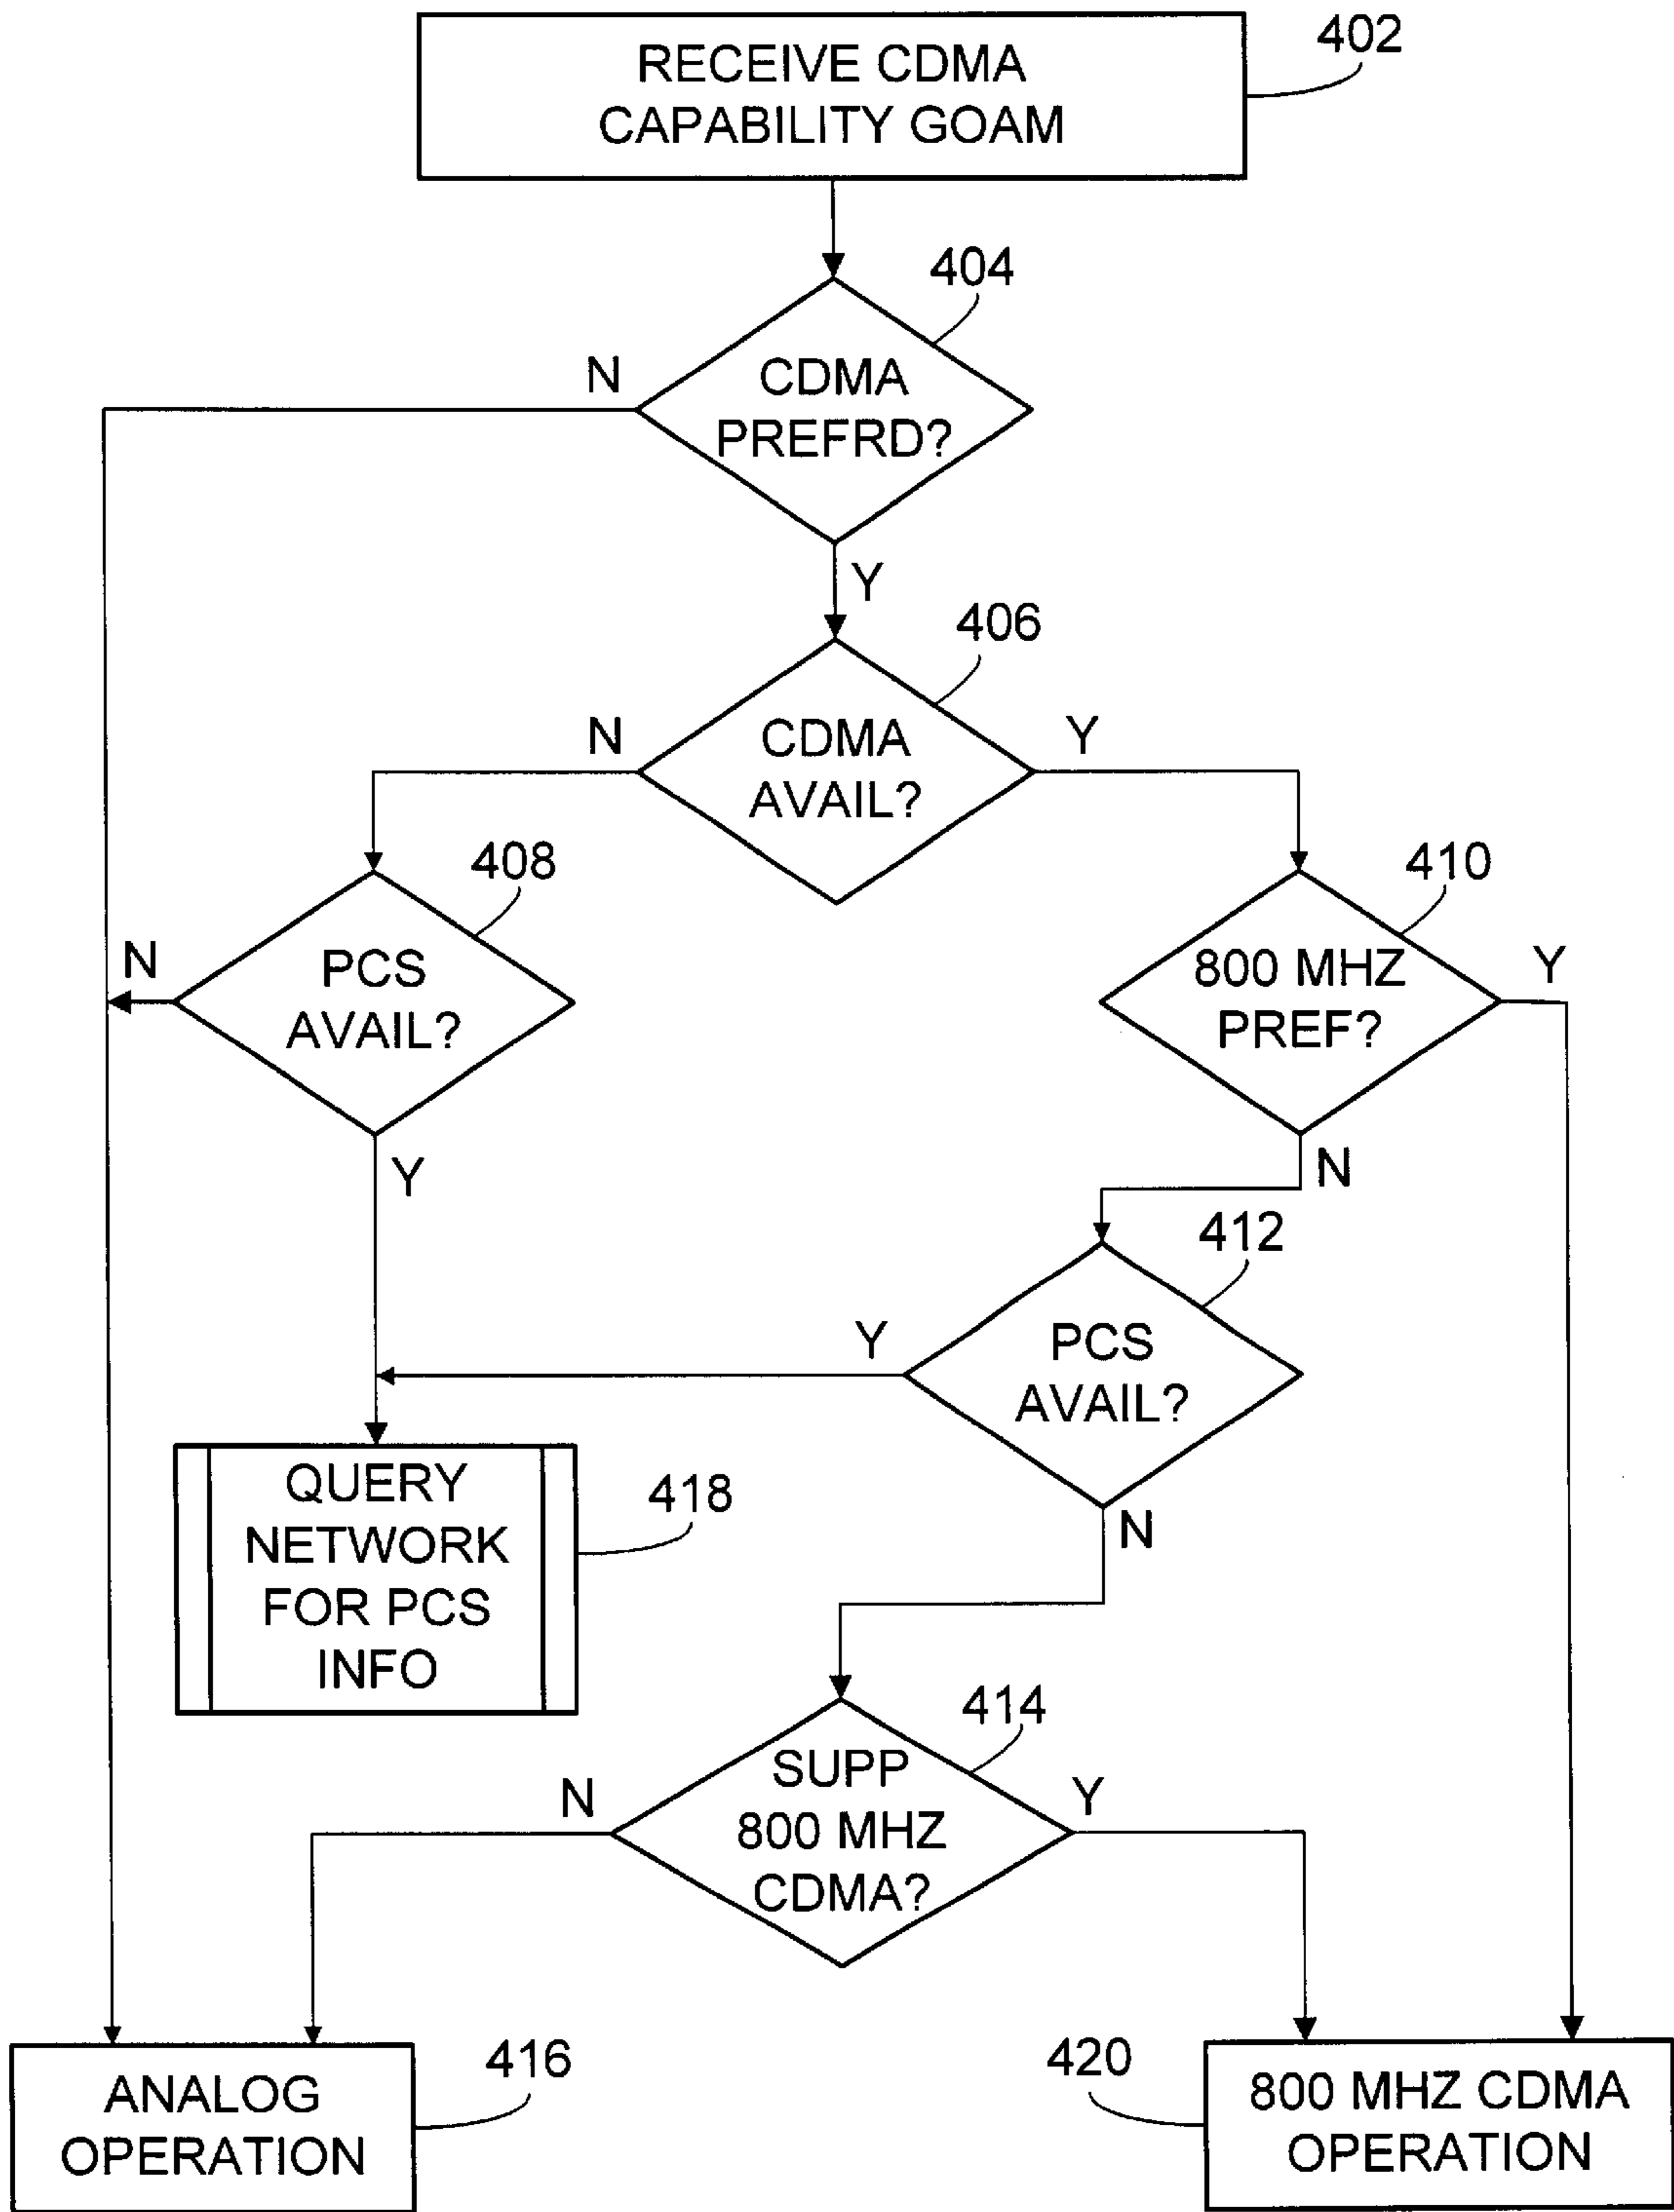 402
RECEIVE CDMA
CAPABILITY GOAM
404
N
CDMA
PREFRD?
Y
406
N
CDMA
AVAIL?
Y
408
410
N
PCS
AVAIL?
800 MHZ
PREF?
Y
Y
N
412
Y
PCS
AVAIL?
QUERY
NETWORK
FOR PCS
INFO
418
N
414
N
SUPP
800 MHZ
CDMA?
Y
416
ANALOG
OPERATION
420
800 MHZ CDMA
OPERATION